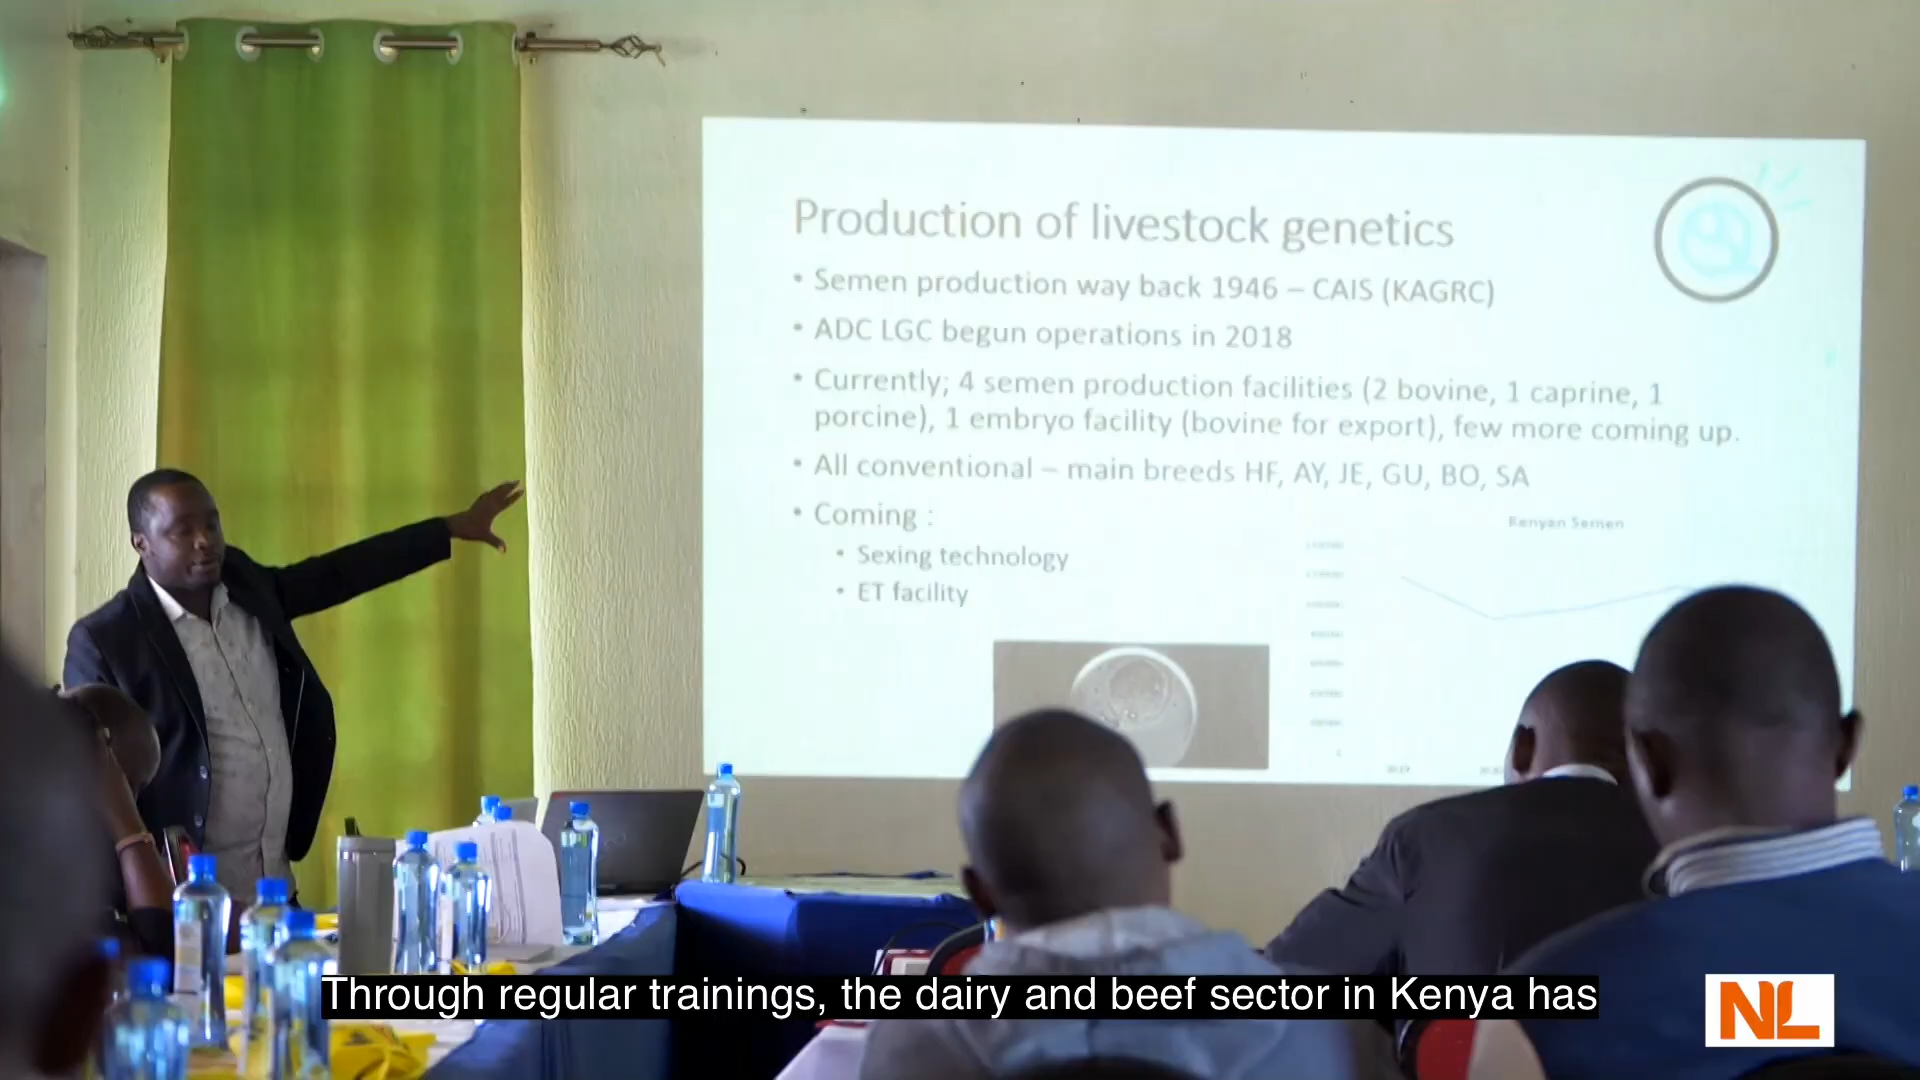 Production of livestock genetics
• Semen production way back 1946 – CAIS (KAGRC)
• ADC LGC begun operations in 2018
• Currently; 4 semen production facilities (2 bovine, 1 caprine, 1
porcine), 1 embryo facility (bovine for export), few more coming up.
• All conventional – main breeds HF, AY, JE, GU, BO, SA
• Coming :
• Sexing technology
• ET facility
Kenyan Semen
Through regular trainings, the dairy and beef sector in Kenya has
NL